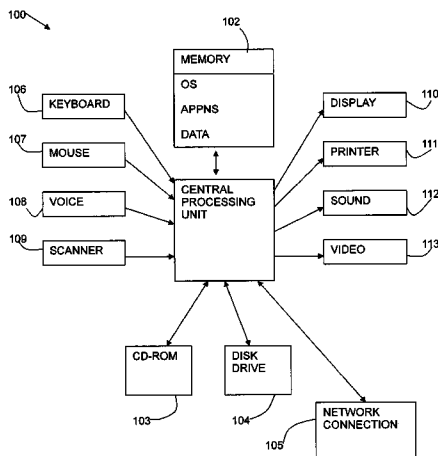 100
102
MEMORY
OS
APPNS
DATA
106
KEYBOARD
107
MOUSE
108
VOICE
109
SCANNER
CENTRAL
PROCESSING
UNIT
DISPLAY
110
PRINTER
111
SOUND
112
VIDEO
113
CD-ROM
103
DISK
DRIVE
104
NETWORK
CONNECTION
105